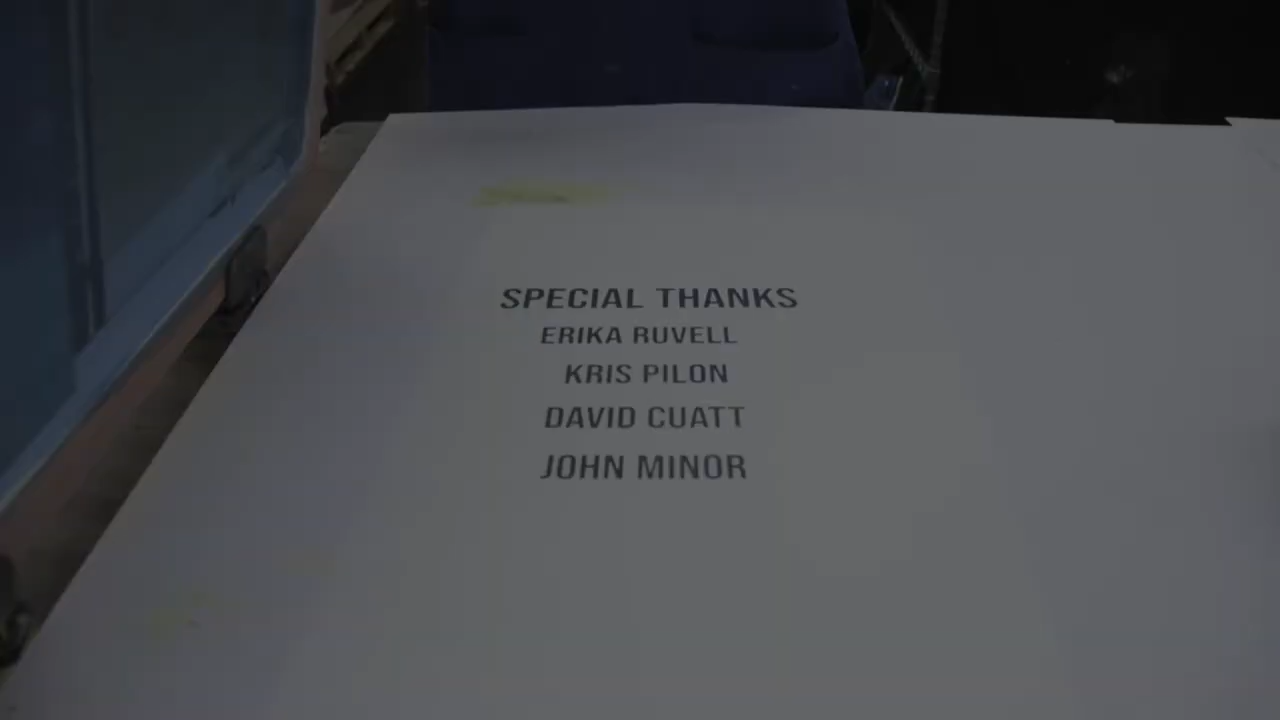 SPECIAL THANKS
ERIKA RUVELL
KRIS PILON
DAVID CUATT
JOHN MINOR